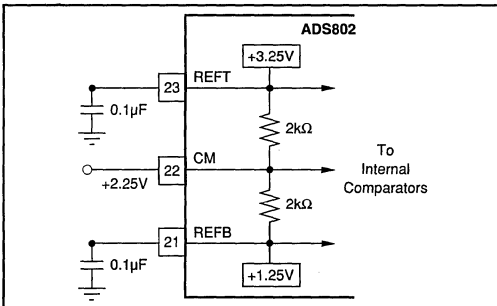 ADS802
+3.25V
REFT
23
0.1µF
2kΩ
CM
22
+2.25V
To
Internal
Comparators
2kΩ
REFB
21
0.1µF
+1.25V